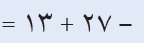 − ٢٧ + ١٣ =